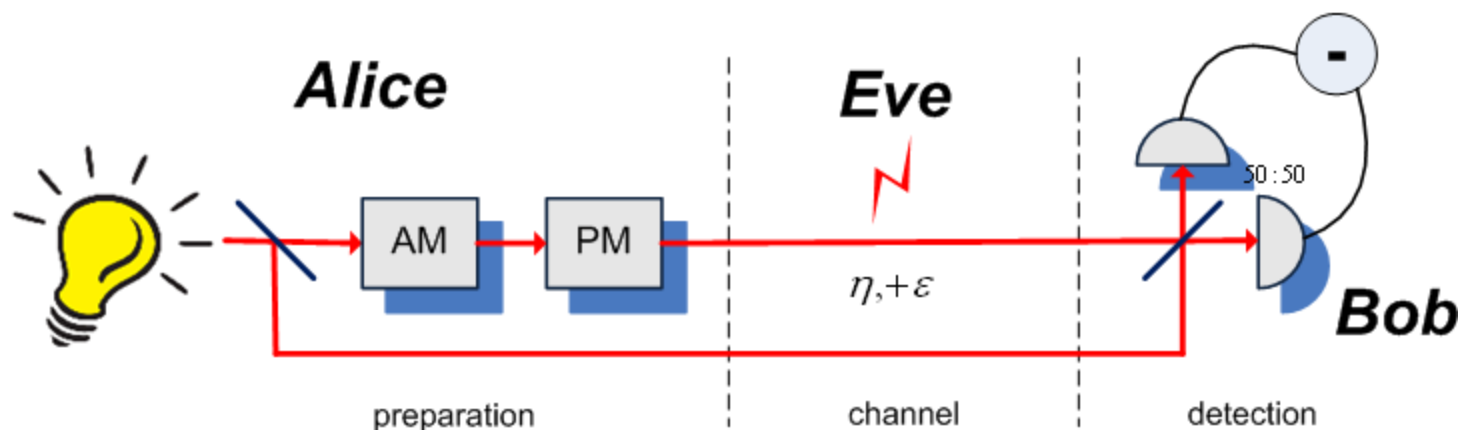 Alice
Eve
-
50:50
AM
PM
η,+ε
Bob
preparation
channel
detection